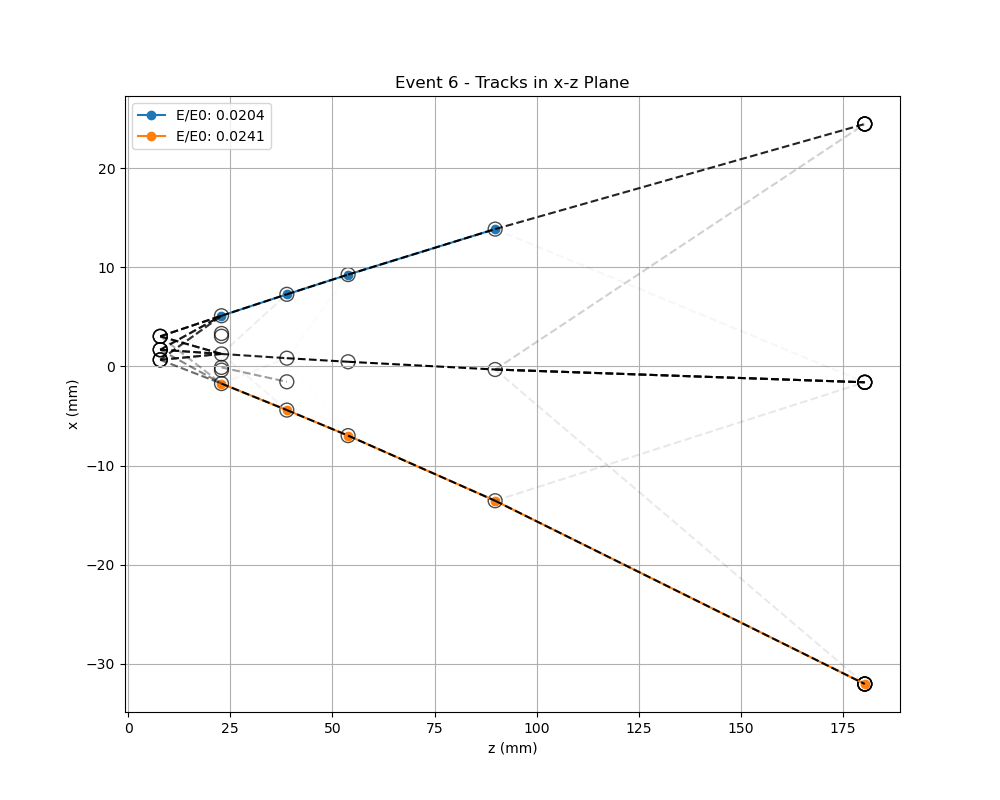 Event 6 - Tracks in x-z Plane
E/E0: 0.0204
E/E0: 0.0241
20
10
0
−10
−20
−30
x (mm)
0 25 50 75 100 125 150 175
z (mm)